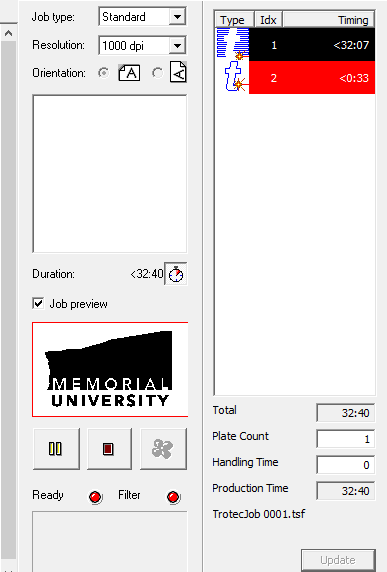 Job type: Standard
Resolution: 1000 dpi
Orientation: A A
Duration: <32:40
Job preview
MEMORIAL
UNIVERSITY
Ready Filter
Type Idx Timing
t 1 <32:07
t 2 <0:33
Total 32:40
Plate Count 1
Handling Time 0
Production Time 32:40
TrotecJob 0001.tsf
Update